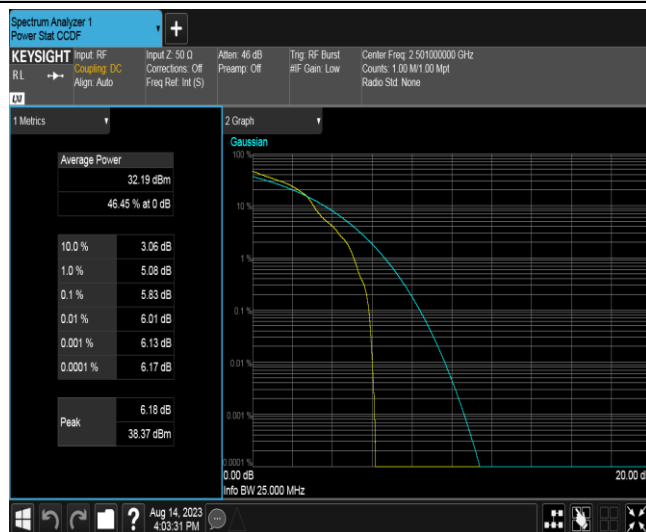 Spectrum Analyzer 1
Power Stat CCDF
+
KEYSIGHT
RL
LXI
Input: RF
Coupling: DC
Align: Auto
Input Z: 50 Ω
Corrections: Off
Freq Ref: Int (S)
Atten: 46 dB
Preamp: Off
Trig: RF Burst
#IF Gain: Low
Center Freq: 2.501000000 GHz
Counts: 1.00 M/1.00 Mpt
Radio Std: None
1 Metrics
Average Power
32.19 dBm
46.45 % at 0 dB
10.0 % 3.06 dB
1.0 % 5.08 dB
0.1 % 5.83 dB
0.01 % 6.01 dB
0.001 % 6.13 dB
0.0001 % 6.17 dB
Peak
6.18 dB
38.37 dBm
2 Graph
Gaussian
100 %
10 %
1 %
0.1 %
0.01 %
0.001 %
0.0001 %
0.00 dB
20.00 d
Info BW 25.000 MHz
?
Aug 14, 2023
4:03:31 PM